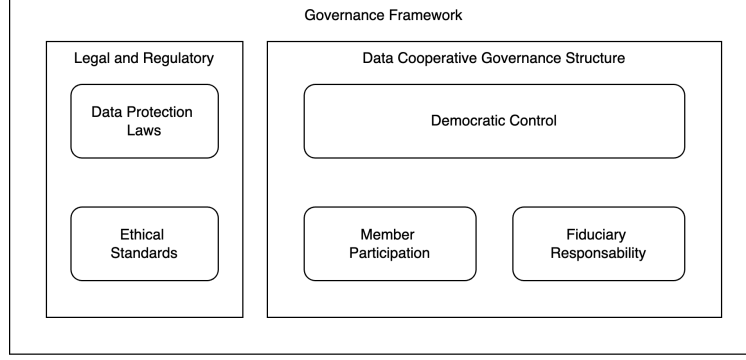 Governance Framework
Legal and Regulatory
Data Protection
Laws
Ethical
Standards
Data Cooperative Governance Structure
Democratic Control
Member
Participation
Fiduciary
Responsability